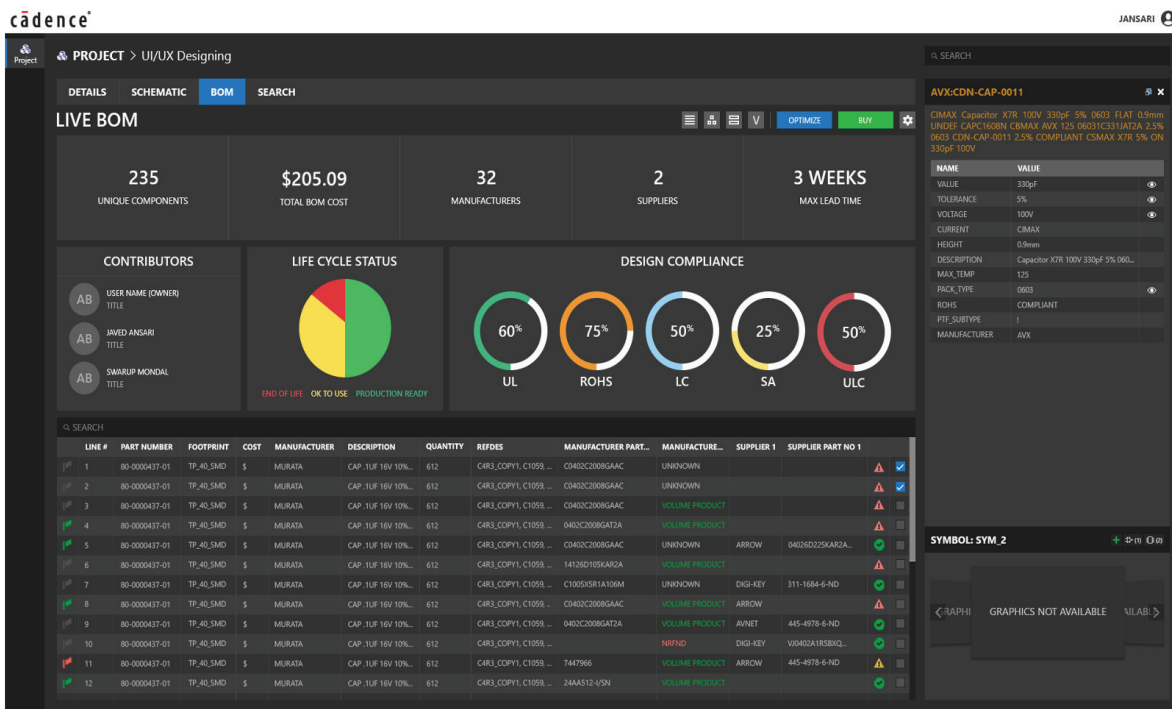 cādence®
JANSARI
Project
PROJECT > UI/UX Designing
SEARCH
DETAILS SCHEMATIC BOM SEARCH
LIVE BOM
V OPTIMIZE BUY
235
UNIQUE COMPONENTS
$205.09
TOTAL BOM COST
32
MANUFACTURERS
2
SUPPLIERS
3 WEEKS
MAX LEAD TIME
CONTRIBUTORS
AB USER NAME (OWNER)
TITLE
AB JAVED ANSARI
TITLE
AB SWARUP MONDAL
TITLE
LIFE CYCLE STATUS
END OF LIFE OK TO USE PRODUCTION READY
DESIGN COMPLIANCE
60% 75% 50% 25% 50%
UL ROHS LC SA ULC
SEARCH
LINE # PART NUMBER FOOTPRINT COST MANUFACTURER DESCRIPTION QUANTITY REFDES MANUFACTURER PART... MANUFACTURE... SUPPLIER 1 SUPPLIER PART NO 1
1 80-0000437-01 TP_40_SMD $ MURATA CAP .1UF 16V 10%... 612 C4R3_COPY1, C1059, ... C0402C2008GAAC UNKNOWN
2 80-0000437-01 TP_40_SMD $ MURATA CAP .1UF 16V 10%... 612 C4R3_COPY1, C1059, ... C0402C2008GAAC UNKNOWN
3 80-0000437-01 TP_40_SMD $ MURATA CAP .1UF 16V 10%... 612 C4R3_COPY1, C1059, ... C0402C2008GAAC VOLUME PRODUCT
4 80-0000437-01 TP_40_SMD $ MURATA CAP .1UF 16V 10%... 612 C4R3_COPY1, C1059, ... 0402C2008GAT2A VOLUME PRODUCT
5 80-0000437-01 TP_40_SMD $ MURATA CAP .1UF 16V 10%... 612 C4R3_COPY1, C1059, ... C0402C2008GAAC UNKNOWN ARROW 04026D225KAR2A...
6 80-0000437-01 TP_40_SMD $ MURATA CAP .1UF 16V 10%... 612 C4R3_COPY1, C1059, ... 14126D105KAR2A VOLUME PRODUCT
7 80-0000437-01 TP_40_SMD $ MURATA CAP .1UF 16V 10%... 612 C4R3_COPY1, C1059, ... C1005X5R1A106M UNKNOWN DIGI-KEY 311-1684-6-ND
8 80-0000437-01 TP_40_SMD $ MURATA CAP .1UF 16V 10%... 612 C4R3_COPY1, C1059, ... C0402C2008GAAC VOLUME PRODUCT ARROW
9 80-0000437-01 TP_40_SMD $ MURATA CAP .1UF 16V 10%... 612 C4R3_COPY1, C1059, ... 0402C2008GAT2A VOLUME PRODUCT AVNET 445-4978-6-ND
10 80-0000437-01 TP_40_SMD $ MURATA CAP .1UF 16V 10%... 612 C4R3_COPY1, C1059, ... NRFND DIGI-KEY VJ0402A1R5BXQ...
11 80-0000437-01 TP_40_SMD $ MURATA CAP .1UF 16V 10%... 612 C4R3_COPY1, C1059, ... 7447966 VOLUME PRODUCT ARROW 445-4978-6-ND
12 80-0000437-01 TP_40_SMD $ MURATA CAP .1UF 16V 10%... 612 C4R3_COPY1, C1059, ... 24AA512-I/SN VOLUME PRODUCT
AVX:CDN-CAP-0011
CIMAX Capacitor X7R 100V 330pF 5% 0603 FLAT 0.9mm
UNDEF CAPC1608N CBMAX AVX 125 06031C331JAT2A 2.5%
0603 CDN-CAP-0011 2.5% COMPLIANT CSMAX X7R 5% ON
330pF 100V
NAME VALUE
VALUE 330pF
TOLERANCE 5%
VOLTAGE 100V
CURRENT CIMAX
HEIGHT 0.9mm
DESCRIPTION Capacitor X7R 100V 330pF 5% 060...
MAX_TEMP 125
PACK_TYPE 0603
ROHS COMPLIANT
PTF_SUBTYPE !
MANUFACTURER AVX
SYMBOL: SYM_2
(1) (2)
GRAPHI GRAPHICS NOT AVAILABLE AILABL